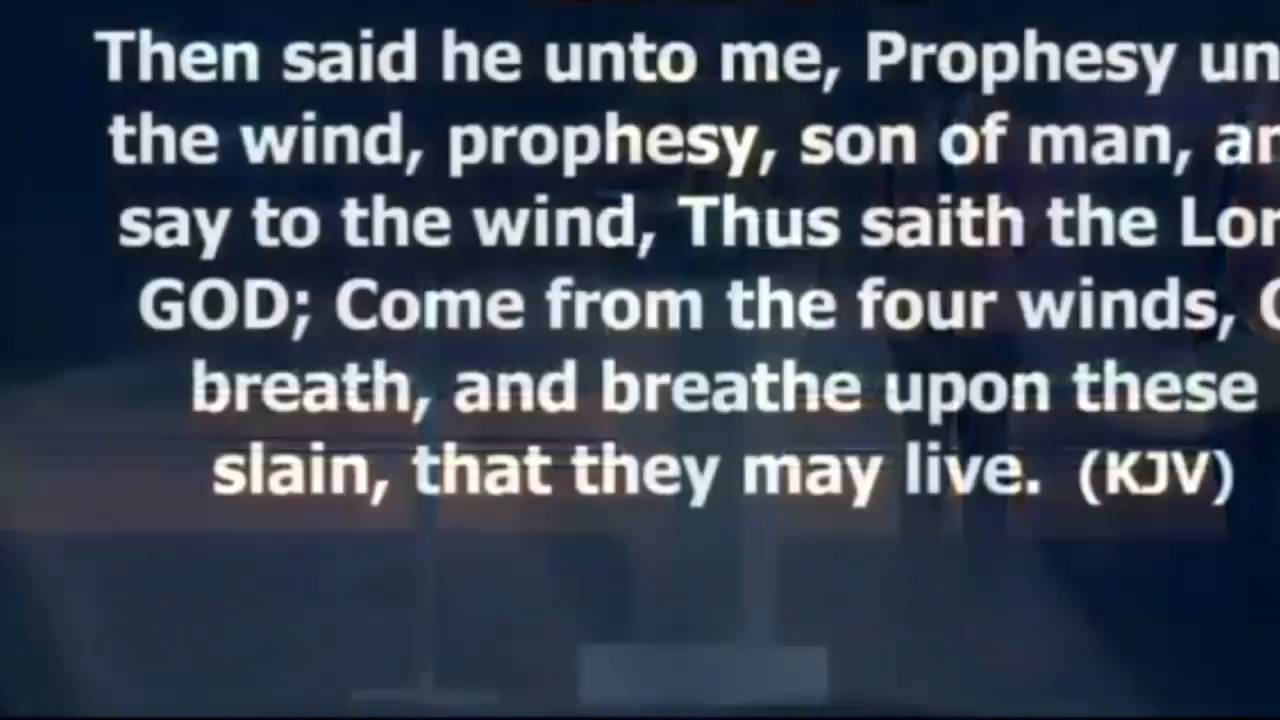 Then said he unto me, Prophesy un
the wind, prophesy, son of man, an
say to the wind, Thus saith the Lor
GOD; Come from the four winds, O
breath, and breathe upon these
slain, that they may live. (KJV)